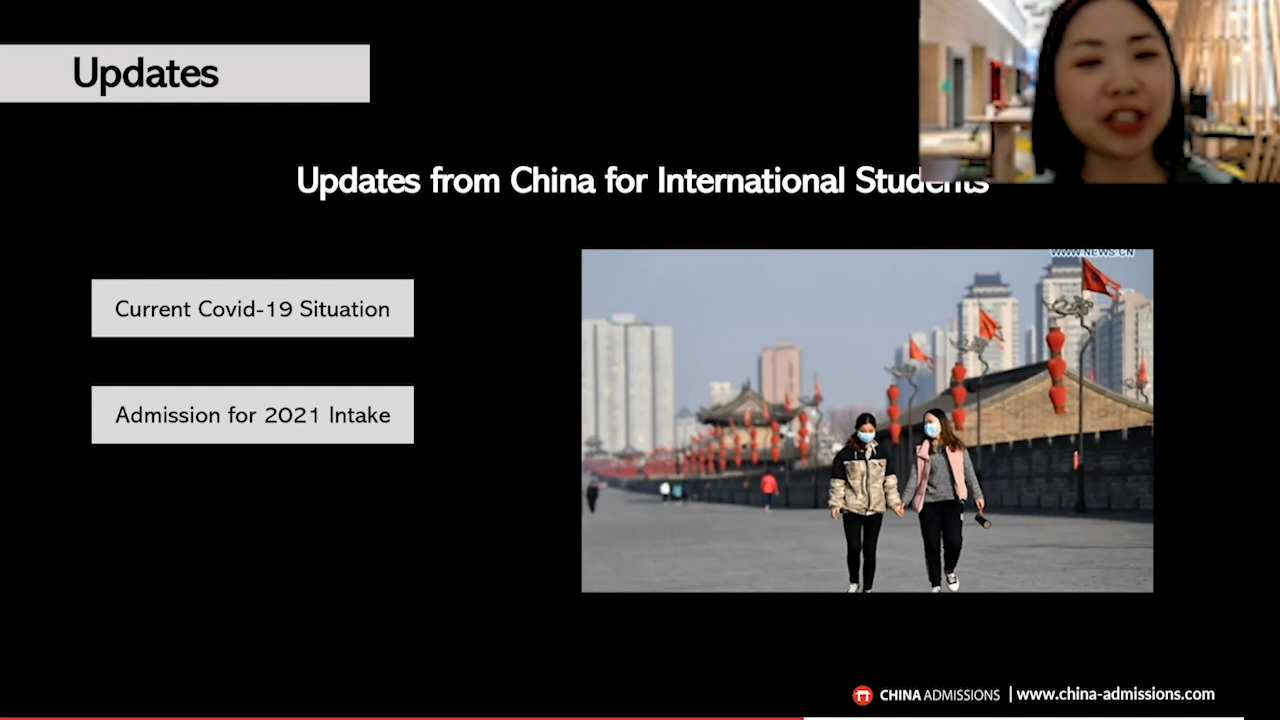 Updates
Updates from China for International Students
WWW.NEWS.CN
Current Covid-19 Situation
Admission for 2021 Intake
CHINA ADMISSIONS | www.china-admissions.com